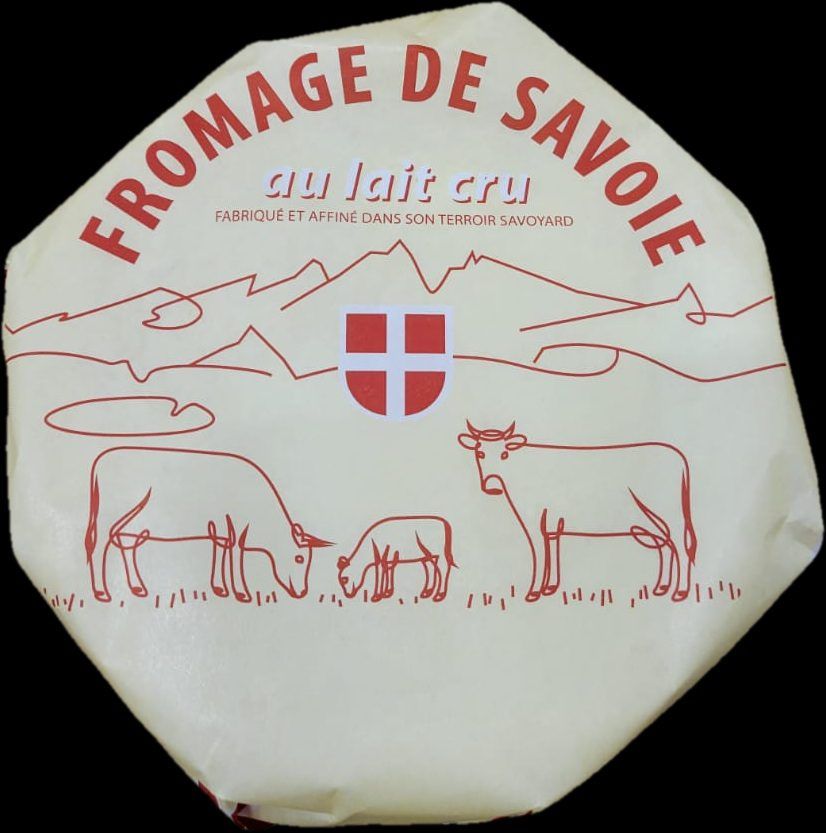 FROMAGE DE SAVOIE
au lait cru
FABRIQUÉ ET AFFINÉ DANS SON TERROIR SAVOYARD